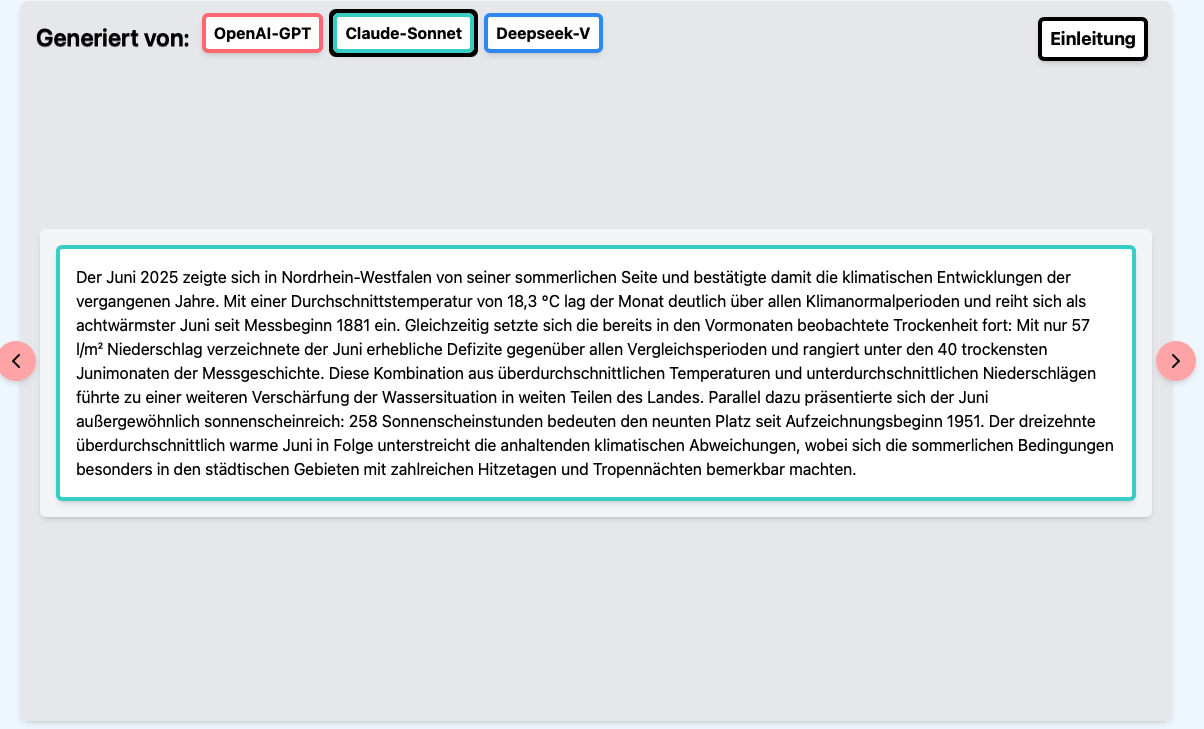 Generiert von: OpenAI-GPT Claude-Sonnet Deepseek-V Einleitung
Der Juni 2025 zeigte sich in Nordrhein-Westfalen von seiner sommerlichen Seite und bestätigte damit die klimatischen Entwicklungen der
vergangenen Jahre. Mit einer Durchschnittstemperatur von 18,3 °C lag der Monat deutlich über allen Klimanormalperioden und reiht sich als
achtwärmster Juni seit Messbeginn 1881 ein. Gleichzeitig setzte sich die bereits in den Vormonaten beobachtete Trockenheit fort: Mit nur 57
l/m² Niederschlag verzeichnete der Juni erhebliche Defizite gegenüber allen Vergleichsperioden und rangiert unter den 40 trockensten
Junimonaten der Messgeschichte. Diese Kombination aus überdurchschnittlichen Temperaturen und unterdurchschnittlichen Niederschlägen
führte zu einer weiteren Verschärfung der Wassersituation in weiten Teilen des Landes. Parallel dazu präsentierte sich der Juni
außergewöhnlich sonnenscheinreich: 258 Sonnenscheinstunden bedeuten den neunten Platz seit Aufzeichnungsbeginn 1951. Der dreizehnte
überdurchschnittlich warme Juni in Folge unterstreicht die anhaltenden klimatischen Abweichungen, wobei sich die sommerlichen Bedingungen
besonders in den städtischen Gebieten mit zahlreichen Hitzetagen und Tropennächten bemerkbar machten.